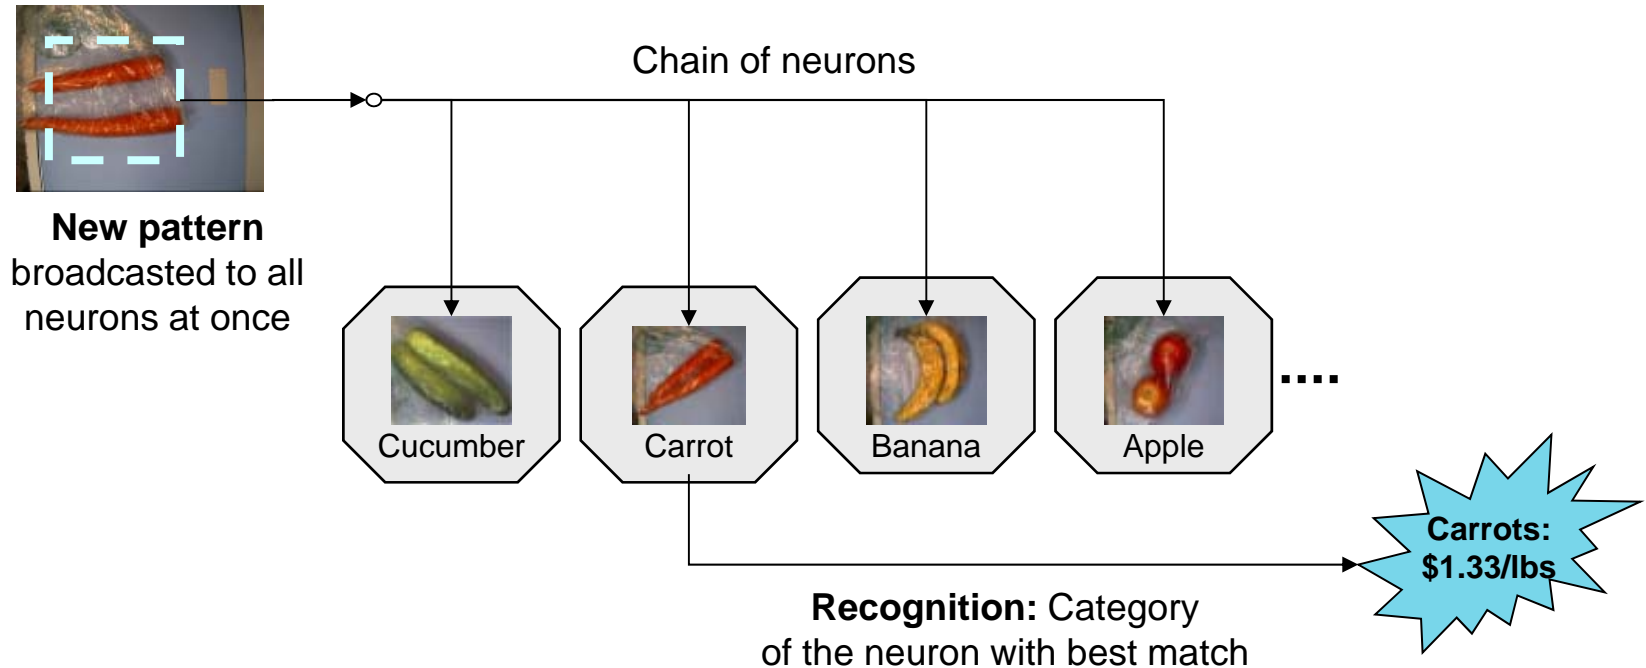 Chain of neurons
New pattern
broadcasted to all
neurons at once
Cucumber
Carrot
Banana
Apple
....
Carrots:
$1.33/lbs
Recognition: Category
of the neuron with best match